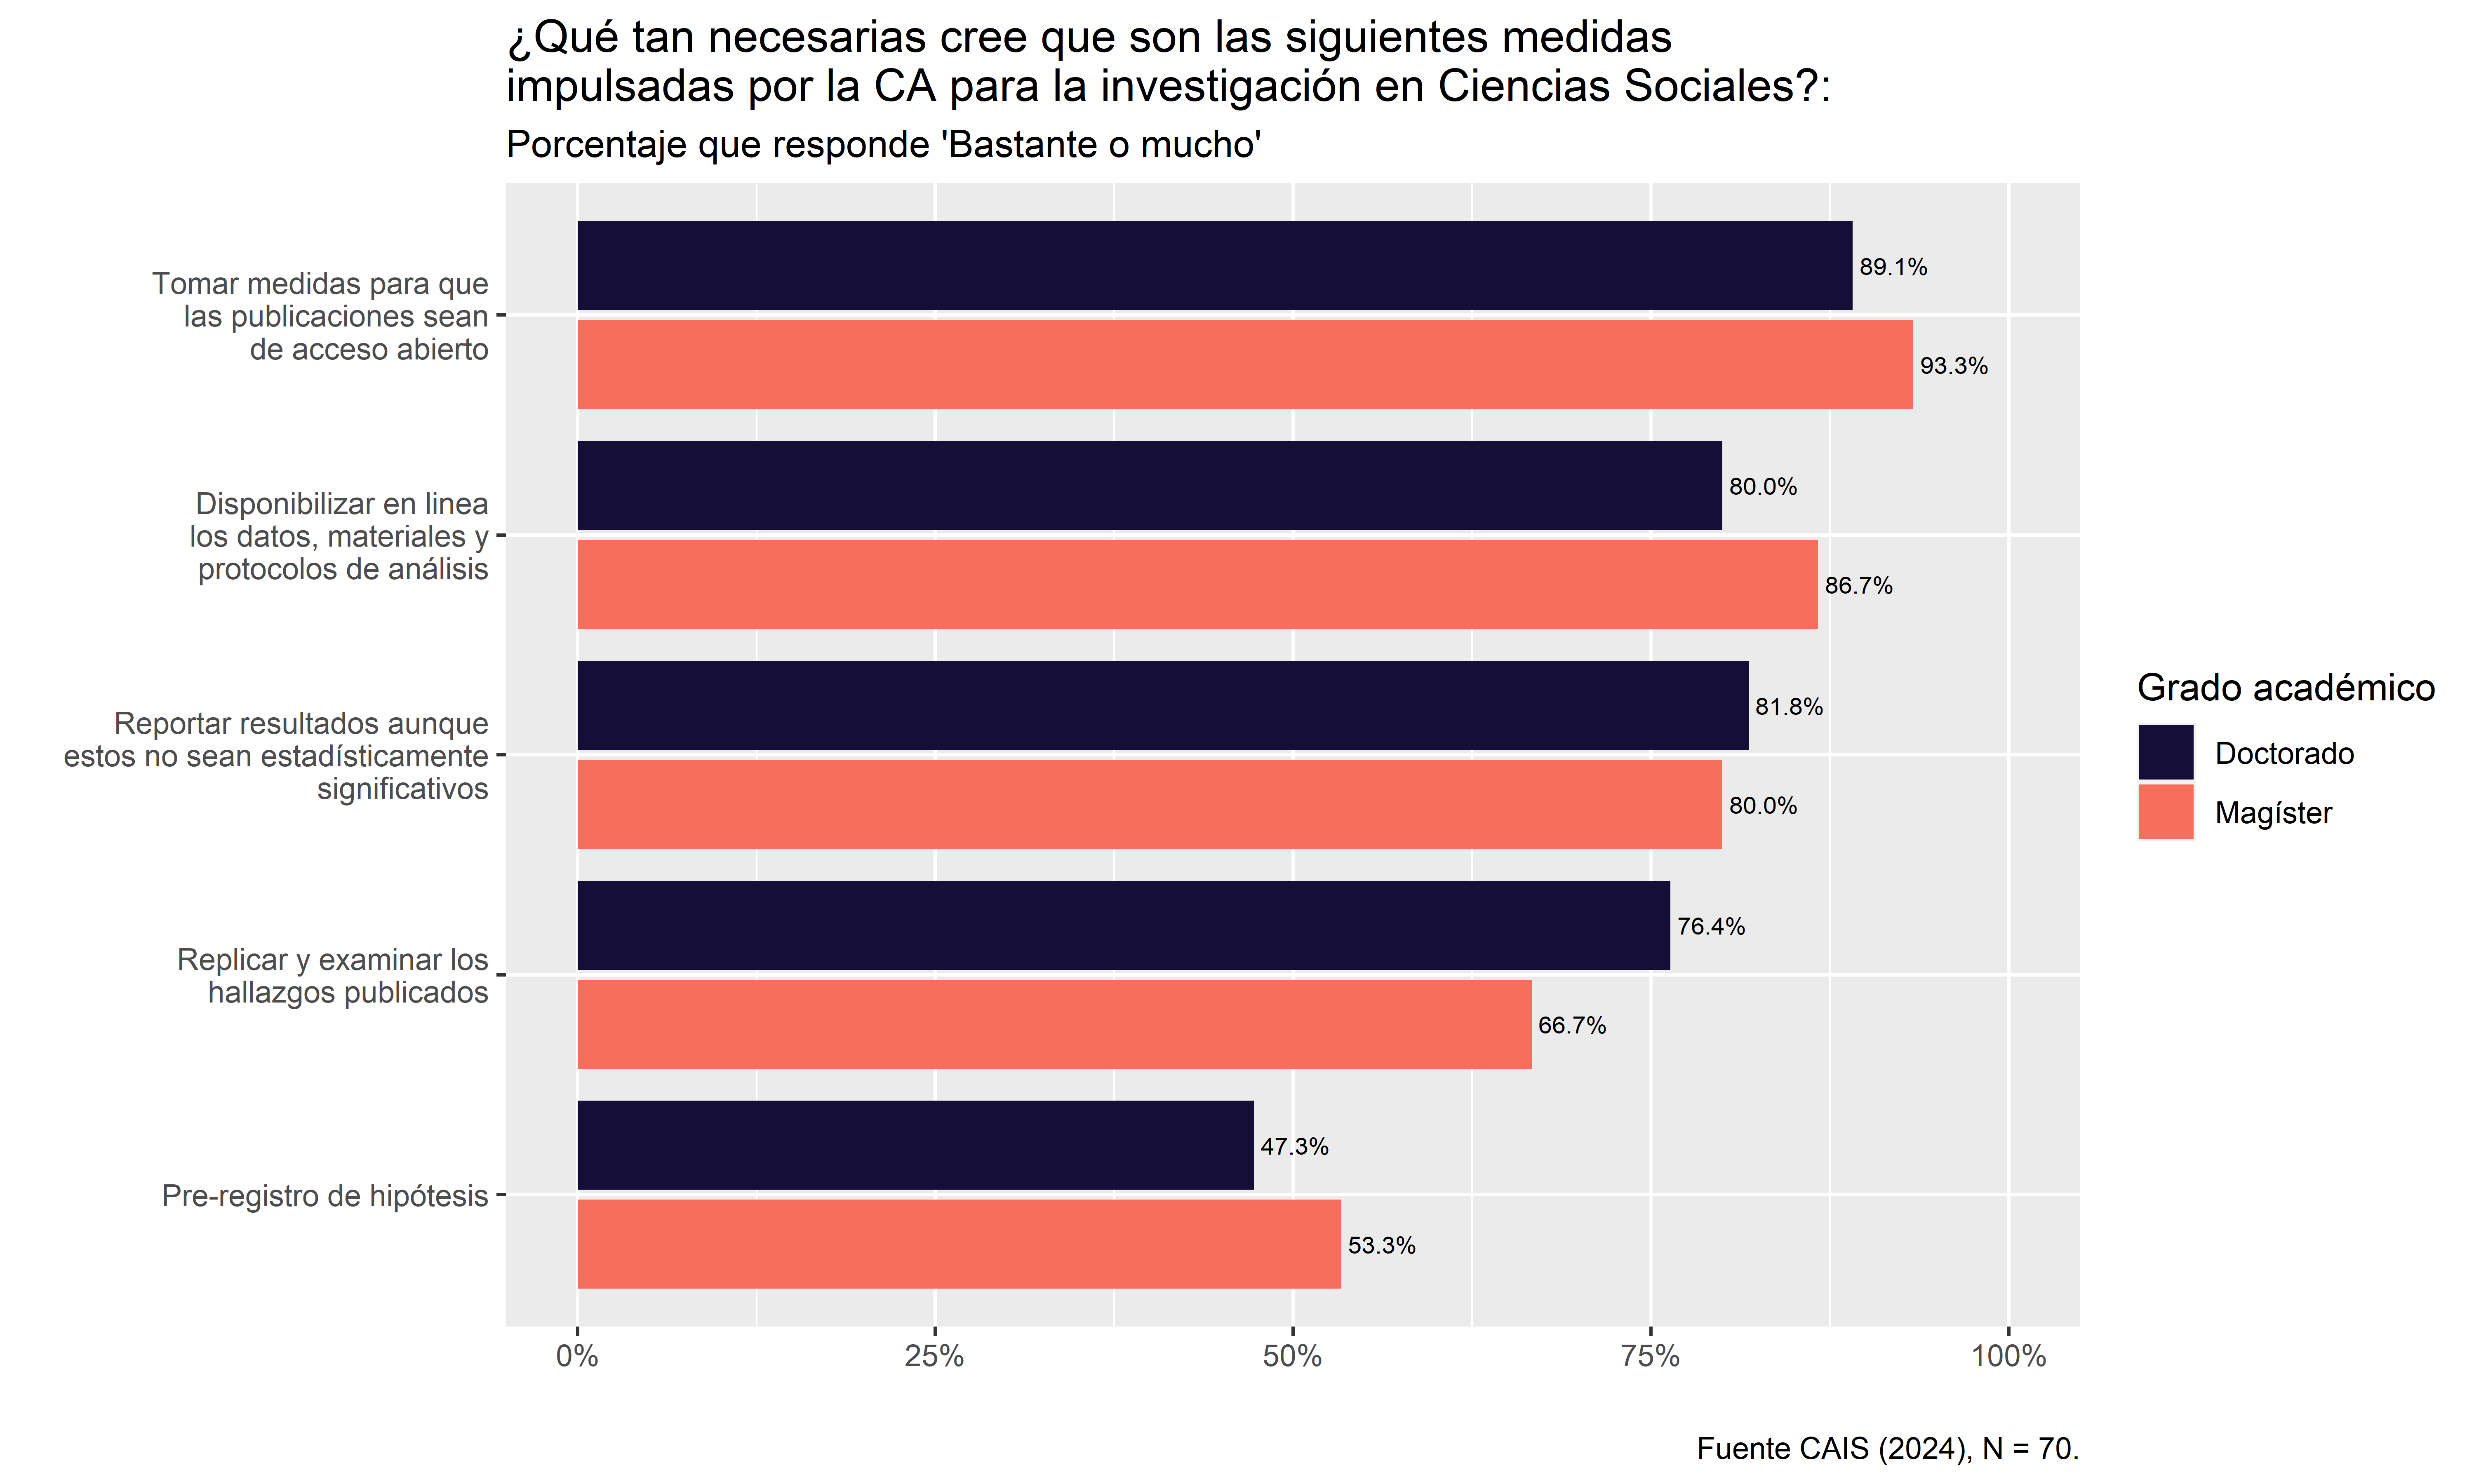 ¿Qué tan necesarias cree que son las siguientes medidas
impulsadas por la CA para la investigación en Ciencias Sociales?:
Porcentaje que responde 'Bastante o mucho'
Tomar medidas para que
las publicaciones sean
de acceso abierto
89.1%
93.3%
Disponibilizar en linea
los datos, materiales y
protocolos de análisis
80.0%
86.7%
Reportar resultados aunque
estos no sean estadísticamente
significativos
81.8%
80.0%
Replicar y examinar los
hallazgos publicados
76.4%
66.7%
Pre-registro de hipótesis
47.3%
53.3%
0%
25%
50%
75%
100%
Grado académico
Doctorado
Magíster
Fuente CAIS (2024), N = 70.